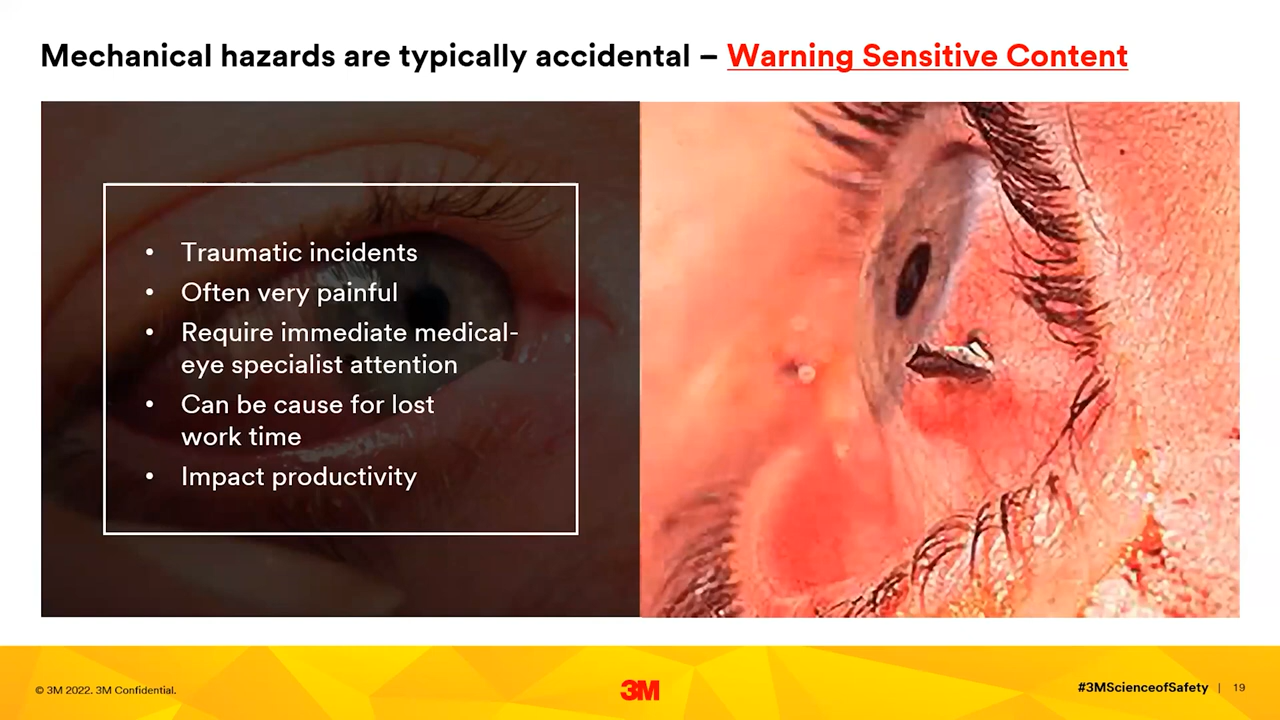 Mechanical hazards are typically accidental – Warning Sensitive Content
• Traumatic incidents
• Often very painful
• Require immediate medical-
eye specialist attention
• Can be cause for lost
work time
• Impact productivity
© 3M 2022. 3M Confidential.
3M
#3MScienceofSafety | 19